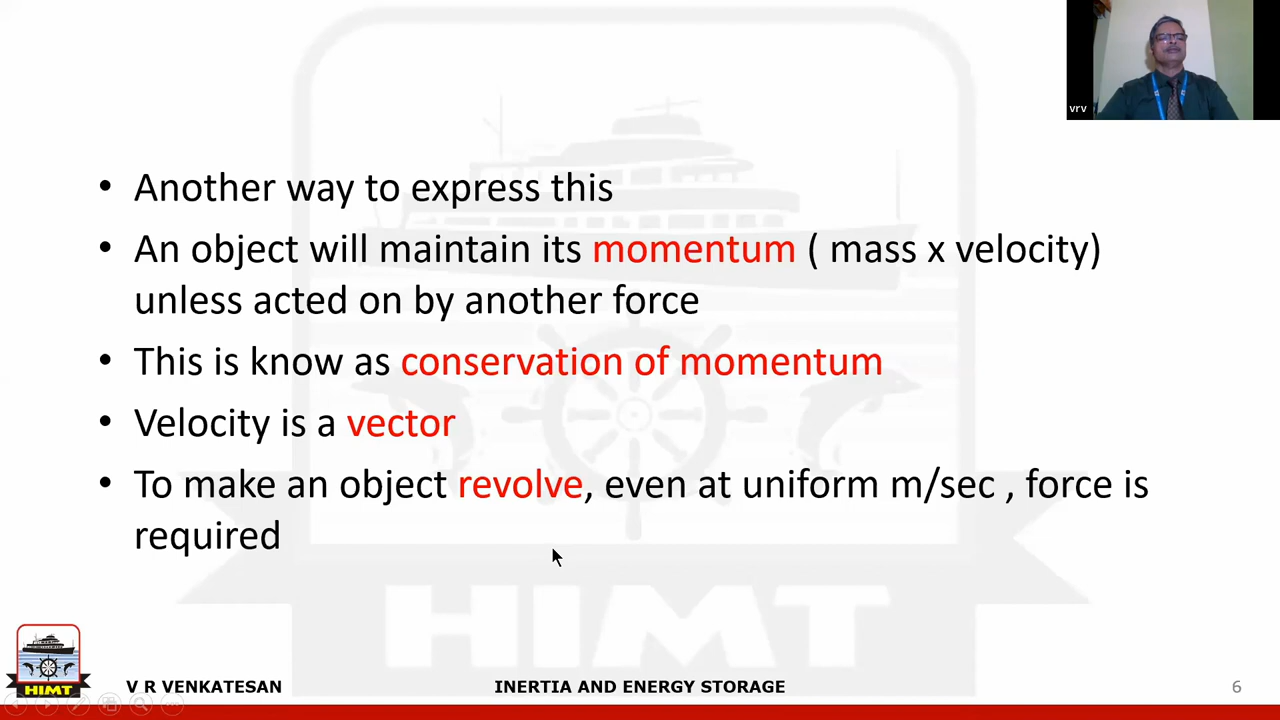 vrv
• Another way to express this
• An object will maintain its momentum ( mass x velocity)
unless acted on by another force
• This is know as conservation of momentum
• Velocity is a vector
• To make an object revolve, even at uniform m/sec , force is
required
HIMT
HIMT
V R VENKATESAN
INERTIA AND ENERGY STORAGE
6